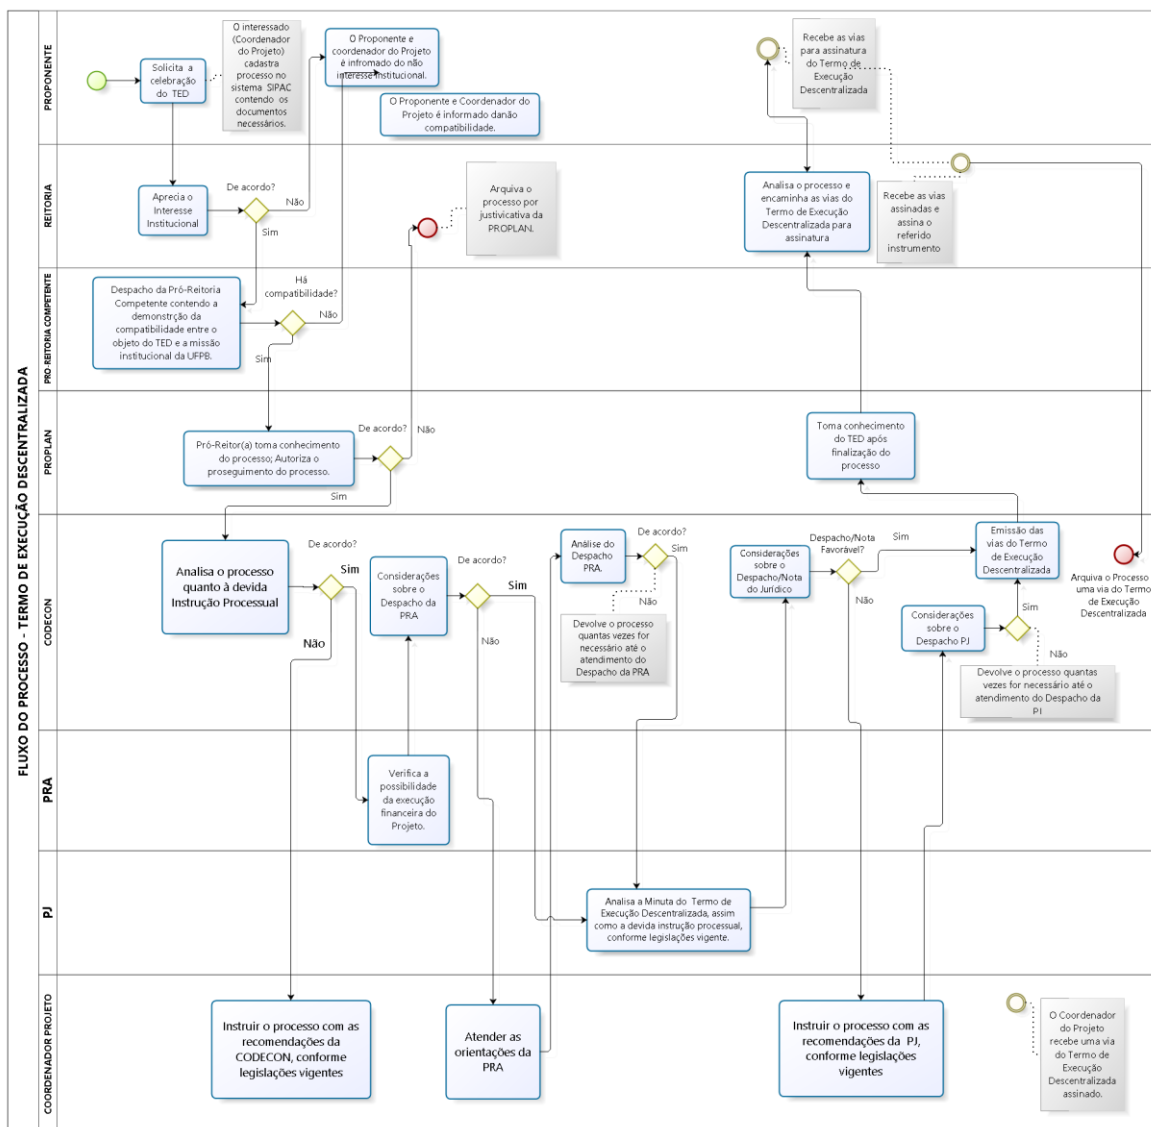 FLUXO DO PROCESSO - TERMO DE EXECUÇÃO DESCENTRALIZADA
PROPONENTE
Solicita a
celebração
do TED
O interessado
(Coordenador
do Projeto)
cadastra
processo no
sistema SIPAC
contendo os
documentos
necessários.
O Proponente e
coordenador do Projeto
é infromado do não
interesse Institucional.
O Proponente e Coordenador do
Projeto é informado danão
compatibilidade.
Recebe as vias
para assinatura
do Termo de
Execução
Descentralizada
REITORIA
Aprecia o
Interesse
Institucional
De acordo?
Não
Sim
Arquiva o
processo por
justivicativa da
PROPLAN.
Analisa o processo e
encaminha as vias do
Termo de Execução
Descentralizada para
assinatura
Recebe as vias
assinadas e
assina o
referido
instrumento
PRO-REITORIA COMPETENTE
Despacho da Pró-Reitoria
Competente contendo a
demonstrção da
compatibilidade entre o
objeto do TED e a missão
institucional da UFPB.
Há
compatibilidade?
Não
Sim
PROPLAN
Pró-Reitor(a) toma conhecimento
do processo; Autoriza o
proseguimento do processo.
De acordo?
Não
Sim
Toma conhecimento
do TED após
finalização do
processo
CODECON
Analisa o processo
quanto à devida
Instrução Processual
De acordo?
Sim
Não
Considerações
sobre o
Despacho da
PRA
De acordo?
Sim
Não
Análise do
Despacho
PRA.
De acordo?
Sim
Não
Devolve o processo
quantas vezes for
necessário até o
atendimento do
Despacho da PRA
Considerações
sobre o
Despacho/Nota
do Jurídico
Despacho/Nota
Favorável?
Sim
Não
Emissão das
vias do Termo
de Execução
Descentralizada
Considerações
sobre o
Despacho PJ
Sim
Não
Devolve o processo quantas
vezes for necessário até o
atendimento do Despacho da
PJ
Arquiva o Processo
uma via do Termo
de Execução
Descentralizada
PRA
Verifica a
possibilidade
da execução
financeira do
Projeto.
PJ
Analisa a Minuta do Termo de
Execução Descentralizada, assim
como a devida instrução processual,
conforme legislações vigente.
COORDENADOR PROJETO
Instruir o processo com as
recomendações da
CODECON, conforme
legislações vigentes
Atender as
orientações da
PRA
Instruir o processo com as
recomendações da PJ,
conforme legislações
vigentes
O Coordenador
do Projeto
recebe uma via
do Termo de
Execução
Descentralizada
assinado.